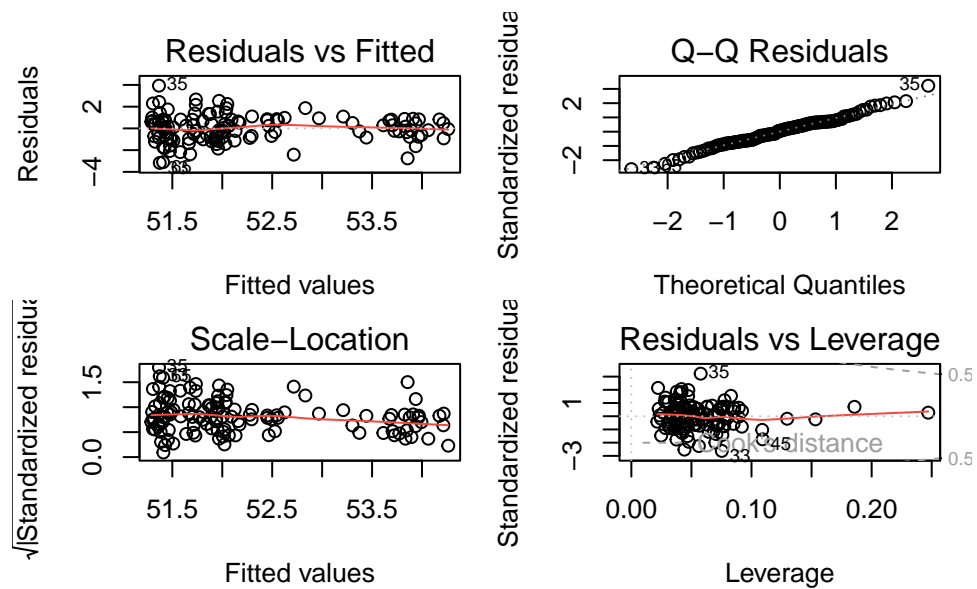 Residuals vs Fitted
Residuals
2
−4
35
51.5 52.5 53.5
Fitted values
Q−Q Residuals
Standardized residua
2
−2
35
−2 −1 0 1 2
Theoretical Quantiles
Scale−Location
√|Standardized residua
1.5
0.0
35
51.5 52.5 53.5
Fitted values
Residuals vs Leverage
Standardized residua
1
−3
35
45
33
Cook's distance
0.5
0.5
0.00 0.10 0.20
Leverage